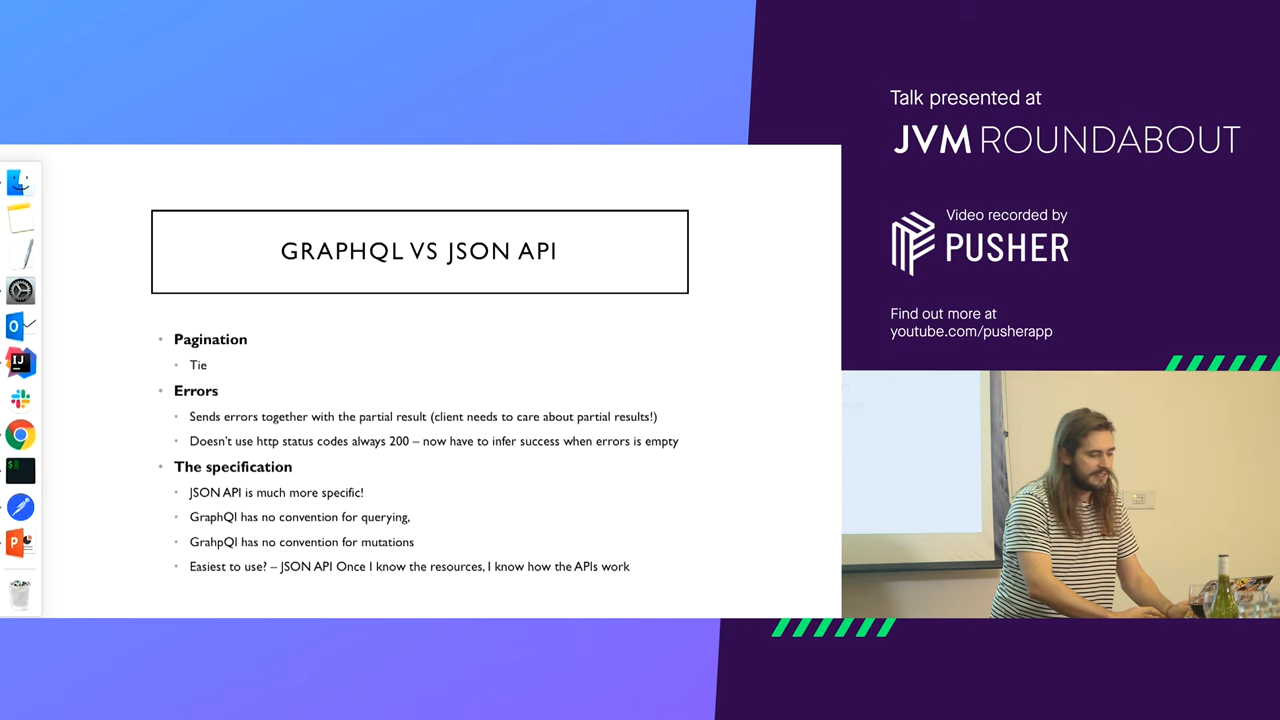 Talk presented at
JVM ROUNDABOUT
Video recorded by
PUSHER
Find out more at
youtube.com/pusherapp
GRAPHQL VS JSON API
Pagination
Tie
Errors
Sends errors together with the partial result (client needs to care about partial results!)
Doesn't use http status codes always 200 – now have to infer success when errors is empty
The specification
JSON API is much more specific!
GraphQl has no convention for querying,
GrahpQl has no convention for mutations
Easiest to use? – JSON API Once I know the resources, I know how the APIs work
IJ
P